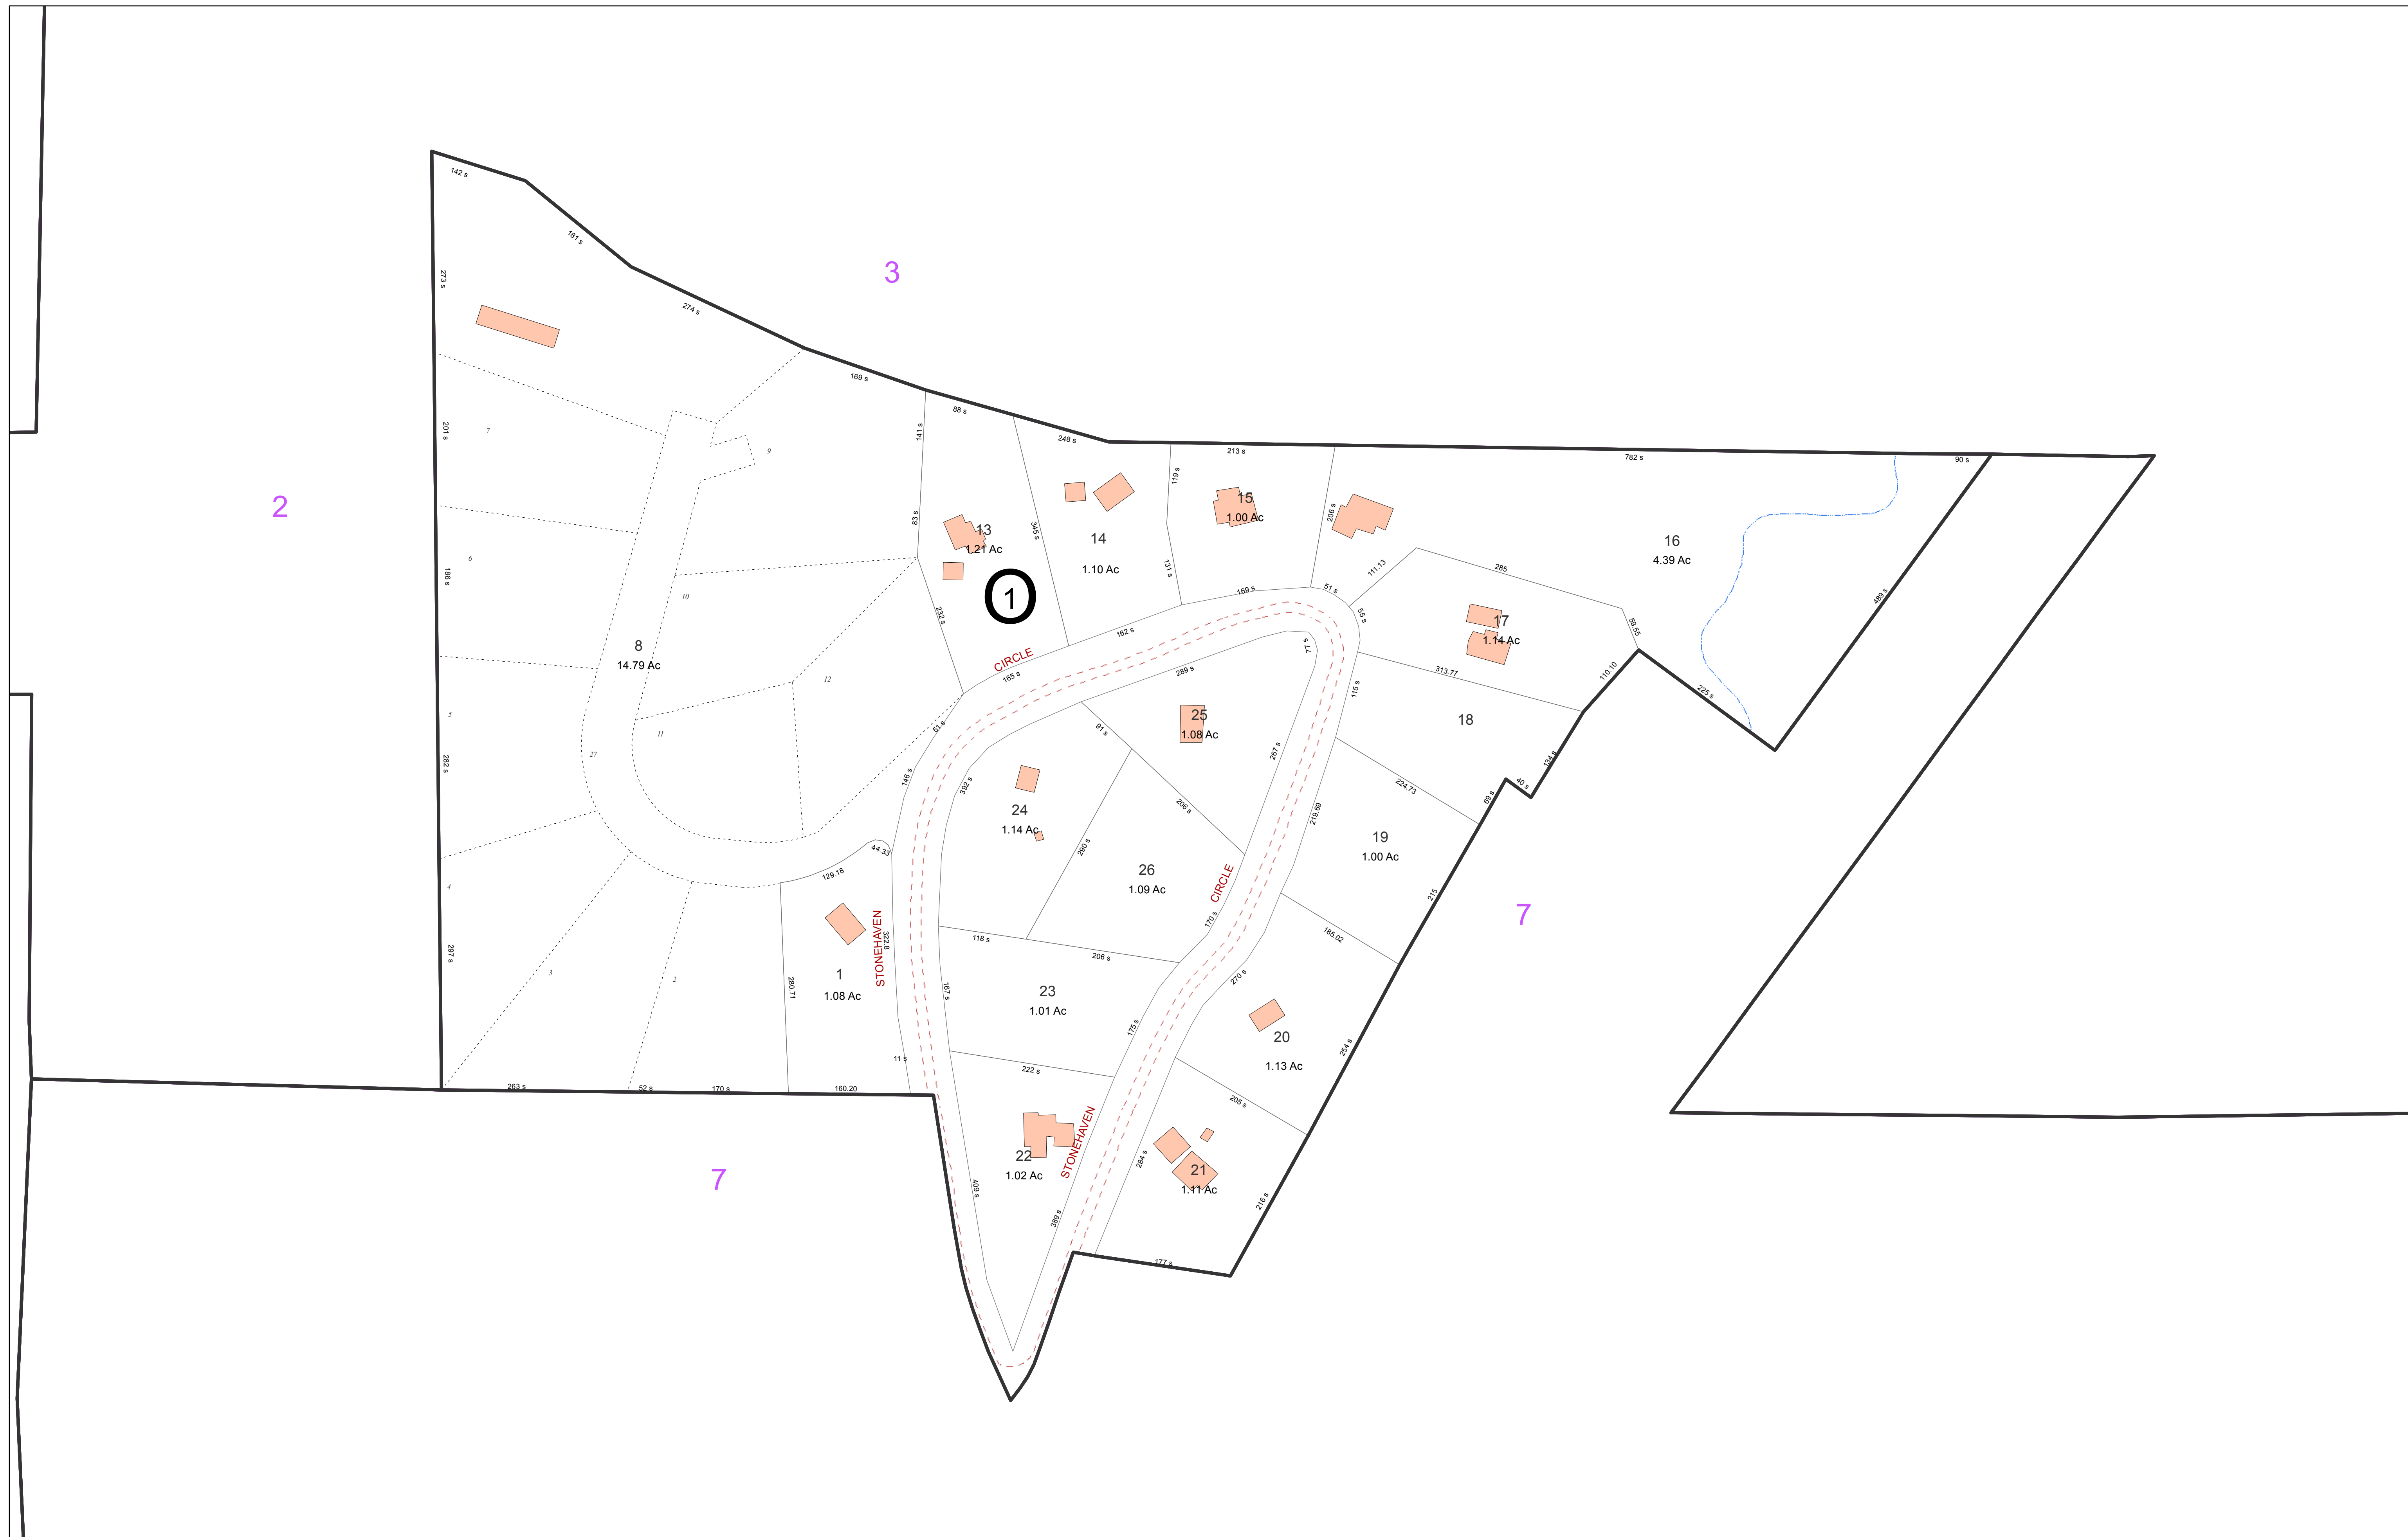 142 s
181 s
3
273 s
274 s
169 s
88 s
248 s
213 s
782 s
90 s
201 s
7
9
141 s
119 s
2
83 s
13
1.21 Ac
345 s
14
1.10 Ac
131 s
15
1.00 Ac
206 s
16
4.39 Ac
6
186 s
10
1
232 s
162 s
169 s
51 s
55 s
111.13
285
17
1.14 Ac
59.55
489 s
8
14.79 Ac
CIRCLE
165 s
77 s
289 s
313.77
110.10
225 s
12
5
11
51 s
25
1.08 Ac
115 s
18
27
282 s
146 s
392 s
91 s
267 s
134 s
40 s
24
1.14 Ac
206 s
219.69
224.73
69 s
44.33
129.18
290 s
19
1.00 Ac
4
26
1.09 Ac
CIRCLE
215
7
STONEHAVEN
322.8
118 s
206 s
170 s
185.02
297 s
3
2
280.71
1
1.08 Ac
167 s
23
1.01 Ac
175 s
270 s
20
1.13 Ac
254 s
11 s
222 s
205 s
263 s
52 s
170 s
160.20
STONEHAVEN
22
1.02 Ac
284 s
21
1.11 Ac
7
409 s
389 s
216 s
177 s